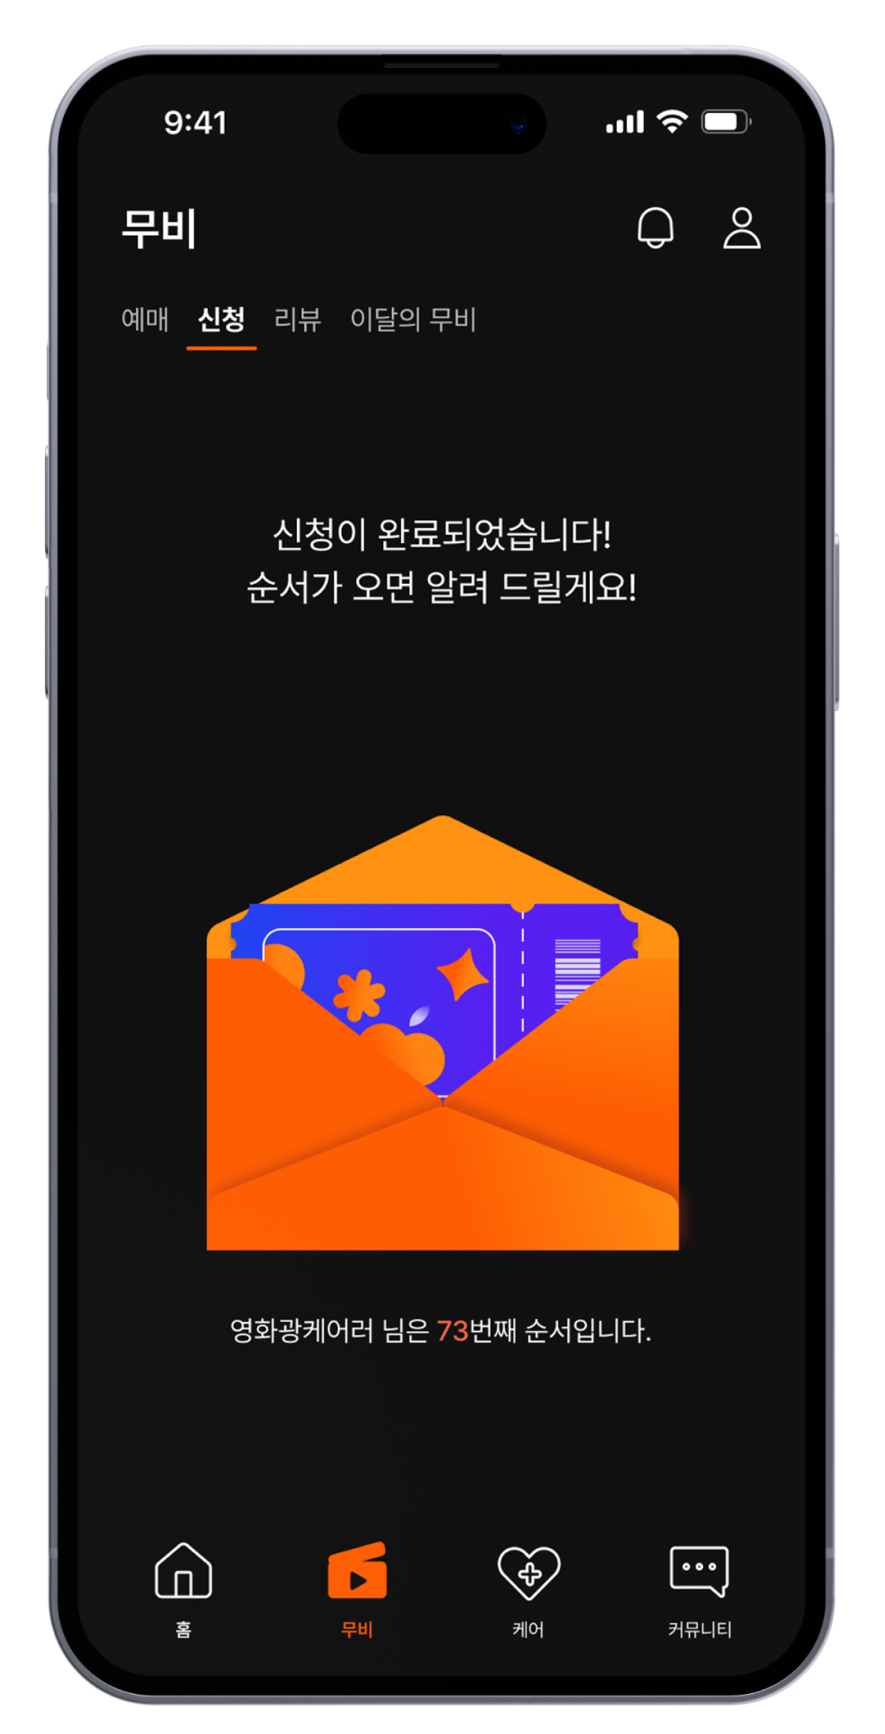 9:41
무비
예매 신청 리뷰 이달의 무비
신청이 완료되었습니다!
순서가 오면 알려 드릴게요!
영화광케어러 님은 73번째 순서입니다.
홈 무비 케어 커뮤니티